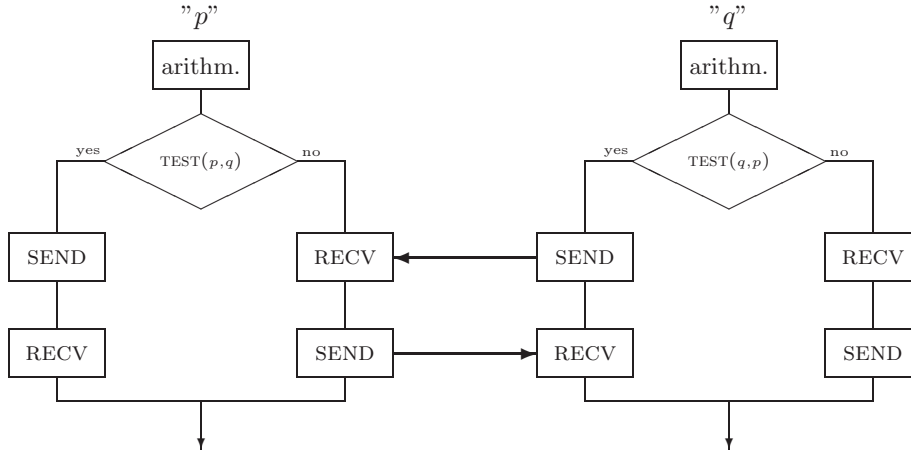 "p" "q"
arithm. arithm.
yes TEST(p,q) no yes TEST(q,p) no
SEND RECV SEND RECV
RECV SEND RECV SEND